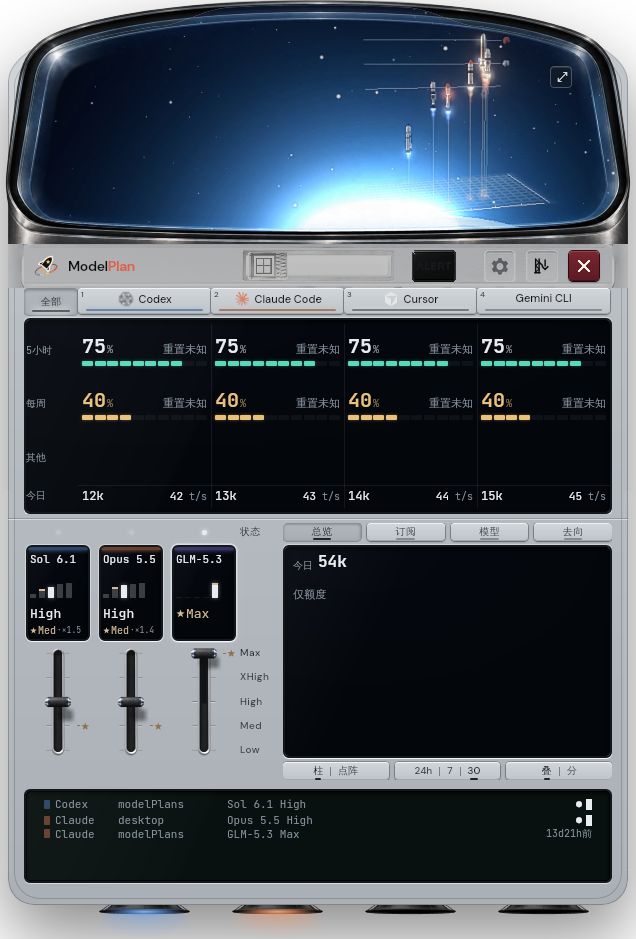 ModelPlan
ALERT
全部
1 Codex
2 Claude Code
3 Cursor
4 Gemini CLI
5小时 75% 重置未知 75% 重置未知 75% 重置未知 75% 重置未知
每周 40% 重置未知 40% 重置未知 40% 重置未知 40% 重置未知
其他
今日 12k 42 t/s 13k 43 t/s 14k 44 t/s 15k 45 t/s
状态
Sol 6.1
High
★Med·×1.5
Opus 5.5
High
★Med·×1.4
GLM-5.3
★Max
★ Max
XHigh
High
Med
Low
总览 订阅 模型 去向
今日 54k
仅额度
柱 | 点阵 24h | 7 | 30 叠 | 分
Codex modelPlans Sol 6.1 High
Claude desktop Opus 5.5 High
Claude modelPlans GLM-5.3 Max 13d21h前